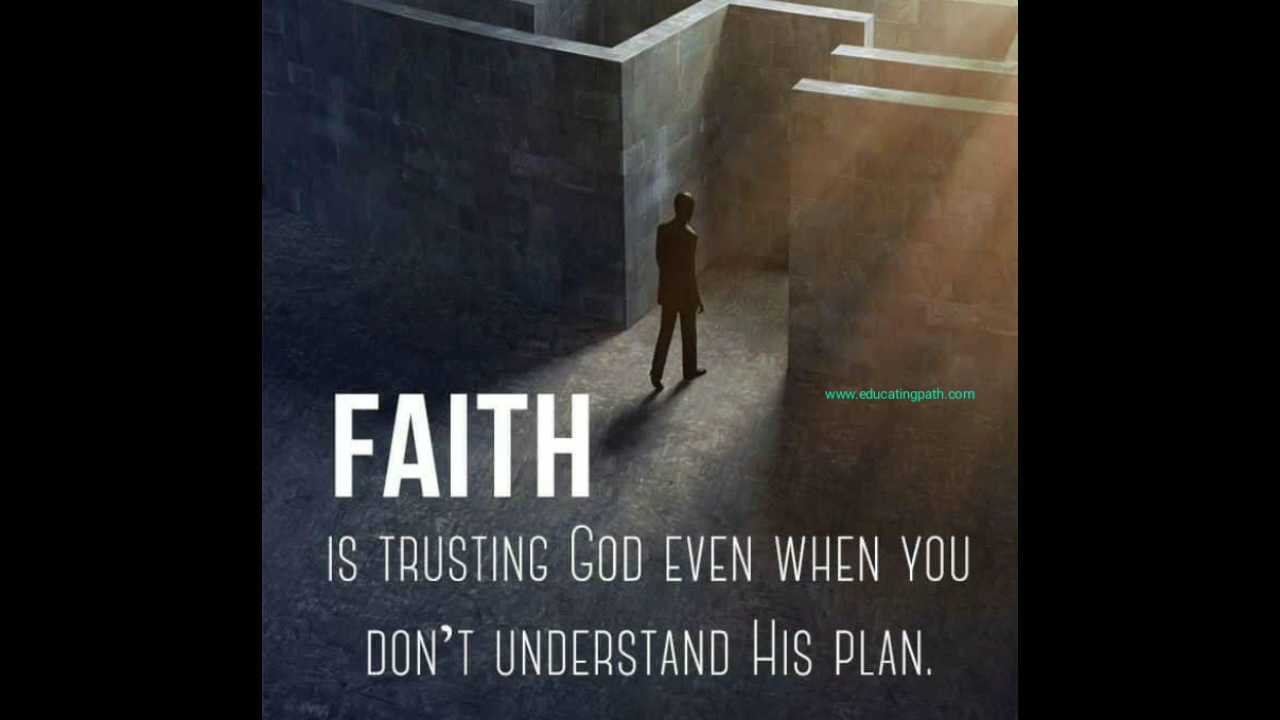 www.educatingpath.com
FAITH
IS TRUSTING GOD EVEN WHEN YOU
DON'T UNDERSTAND HIS PLAN.